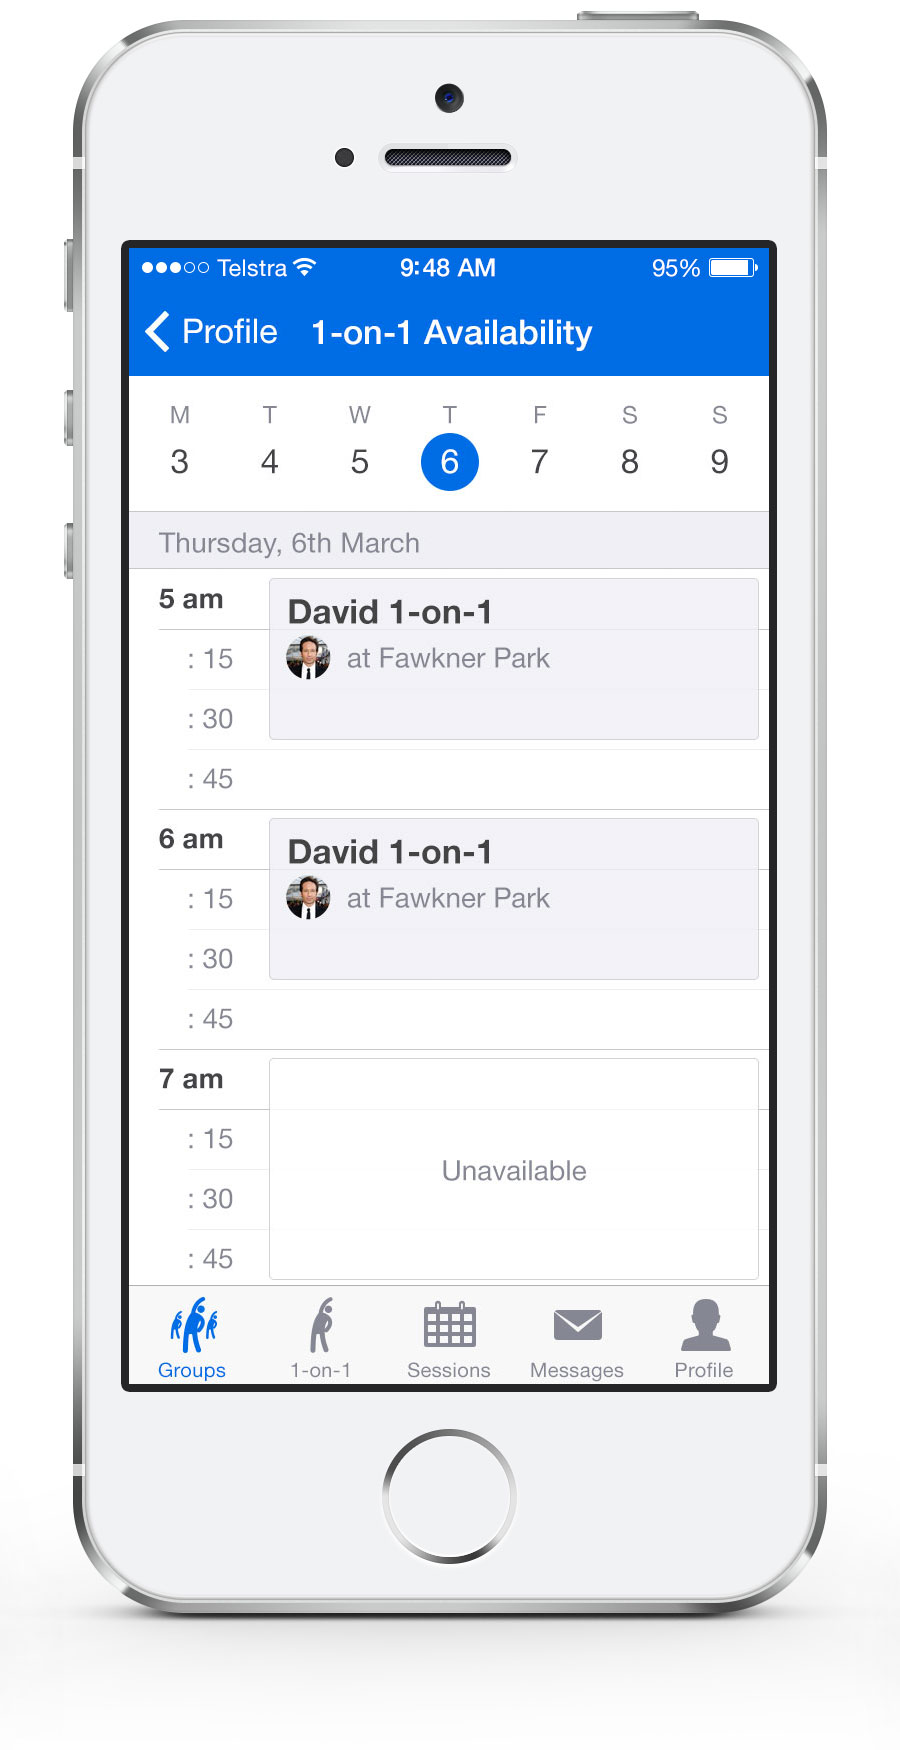 Telstra 9:48 AM 95%
Profile 1-on-1 Availability
M T W T F S S
3 4 5 6 7 8 9
Thursday, 6th March
5 am
David 1-on-1
: 15
at Fawkner Park
: 30
: 45
6 am
David 1-on-1
: 15
at Fawkner Park
: 30
: 45
7 am
: 15
Unavailable
: 30
: 45
Groups 1-on-1 Sessions Messages Profile